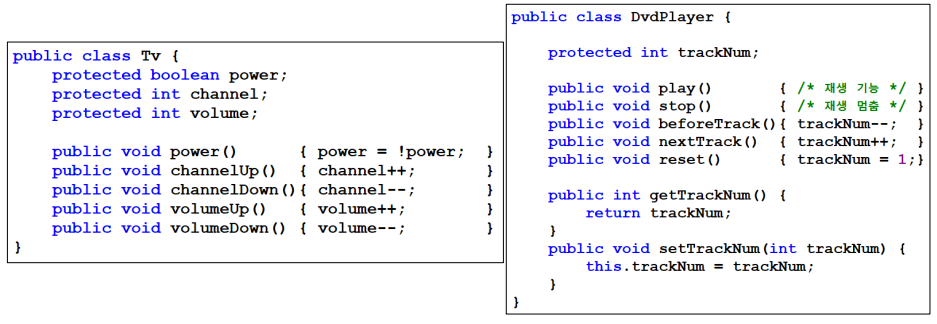 public class Tv {
    protected boolean power;
    protected int channel;
    protected int volume;

    public void power()      { power = !power;  }
    public void channelUp()  { channel++;       }
    public void channelDown(){ channel--;       }
    public void volumeUp()   { volume++;        }
    public void volumeDown() { volume--;        }
}
public class DvdPlayer {

    protected int trackNum;

    public void play()       { /* 재생 기능 */ }
    public void stop()       { /* 재생 멈춤 */ }
    public void beforeTrack(){ trackNum--;  }
    public void nextTrack()  { trackNum++;  }
    public void reset()      { trackNum = 1;}

    public int getTrackNum() {
        return trackNum;
    }
    public void setTrackNum(int trackNum) {
        this.trackNum = trackNum;
    }
}